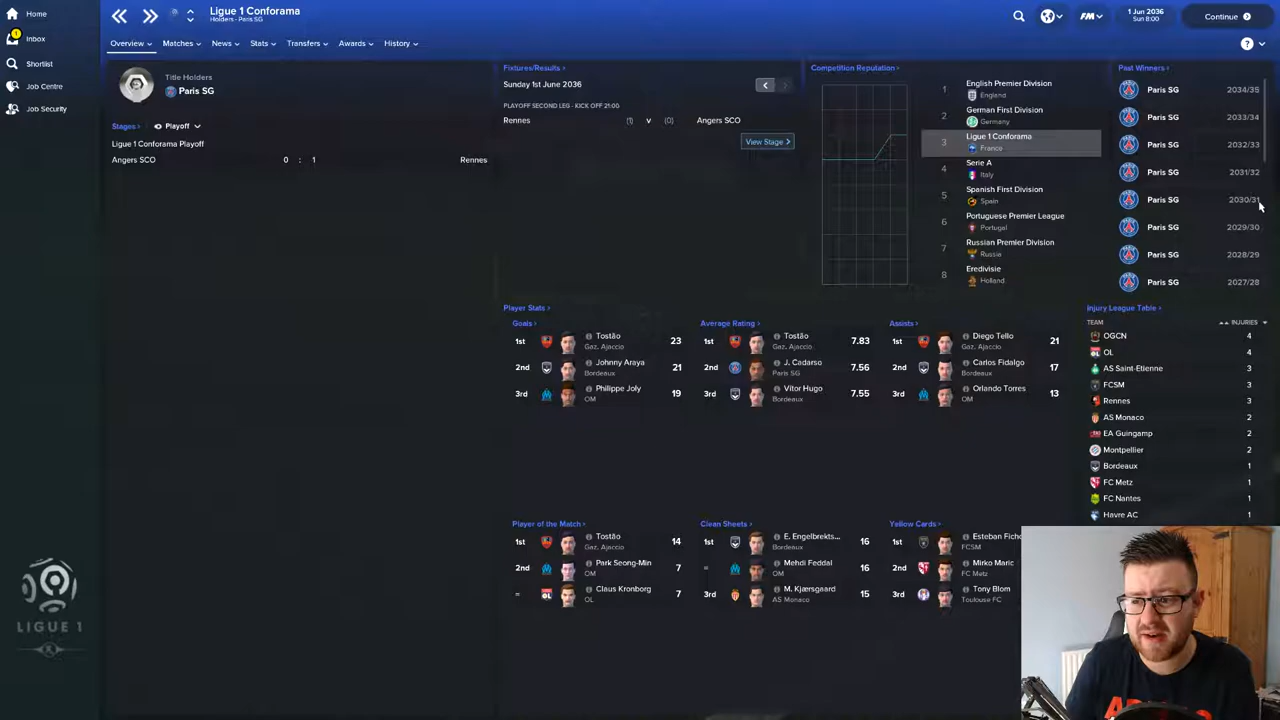 Home
Inbox
1
Shortlist
Job Centre
Job Security
Ligue 1 Conforama
Holders - Paris SG
1 Jun 2036
Sun 8:00
FM
Continue
Overview
Matches
News
Stats
Transfers
Awards
History
?
Title Holders
Paris SG
Stages
Playoff
Ligue 1 Conforama Playoff
Angers SCO 0 : 1 Rennes
Fixtures/Results
Sunday 1st June 2036
PLAYOFF SECOND LEG - KICK OFF 21:00
Rennes (1) v (0) Angers SCO
View Stage
Competition Reputation
1 English Premier Division
England
2 German First Division
Germany
3 Ligue 1 Conforama
France
4 Serie A
Italy
5 Spanish First Division
Spain
6 Portuguese Premier League
Portugal
7 Russian Premier Division
Russia
8 Eredivisie
Holland
Past Winners
Paris SG 2034/35
Paris SG 2033/34
Paris SG 2032/33
Paris SG 2031/32
Paris SG 2030/31
Paris SG 2029/30
Paris SG 2028/29
Paris SG 2027/28
Player Stats
Goals
1st Tostão 23
Gaz. Ajaccio
2nd Johnny Araya 21
Bordeaux
3rd Philippe Joly 19
OM
Average Rating
1st Tostão 7.83
Gaz. Ajaccio
2nd J. Cadarso 7.56
Paris SG
3rd Vítor Hugo 7.55
Bordeaux
Assists
1st Diego Tello 21
Gaz. Ajaccio
2nd Carlos Fidalgo 17
Bordeaux
3rd Orlando Torres 13
OM
Injury League Table
TEAM INJURIES
OGCN 4
OL 4
AS Saint-Etienne 3
FCSM 3
Rennes 3
AS Monaco 2
EA Guingamp 2
Montpellier 2
Bordeaux 1
FC Metz 1
FC Nantes 1
Havre AC 1
Player of the Match
1st Tostão 14
Gaz. Ajaccio
2nd Park Seong-Min 7
OM
= Claus Kronborg 7
OL
Clean Sheets
1st E. Engelbrekts... 16
Bordeaux
= Mehdi Feddal 16
OM
3rd M. Kjærsgaard 15
AS Monaco
Yellow Cards
1st Esteban Ficho
FCSM
2nd Mirko Maric
FC Metz
3rd Tony Blom
Toulouse FC
LIGUE 1